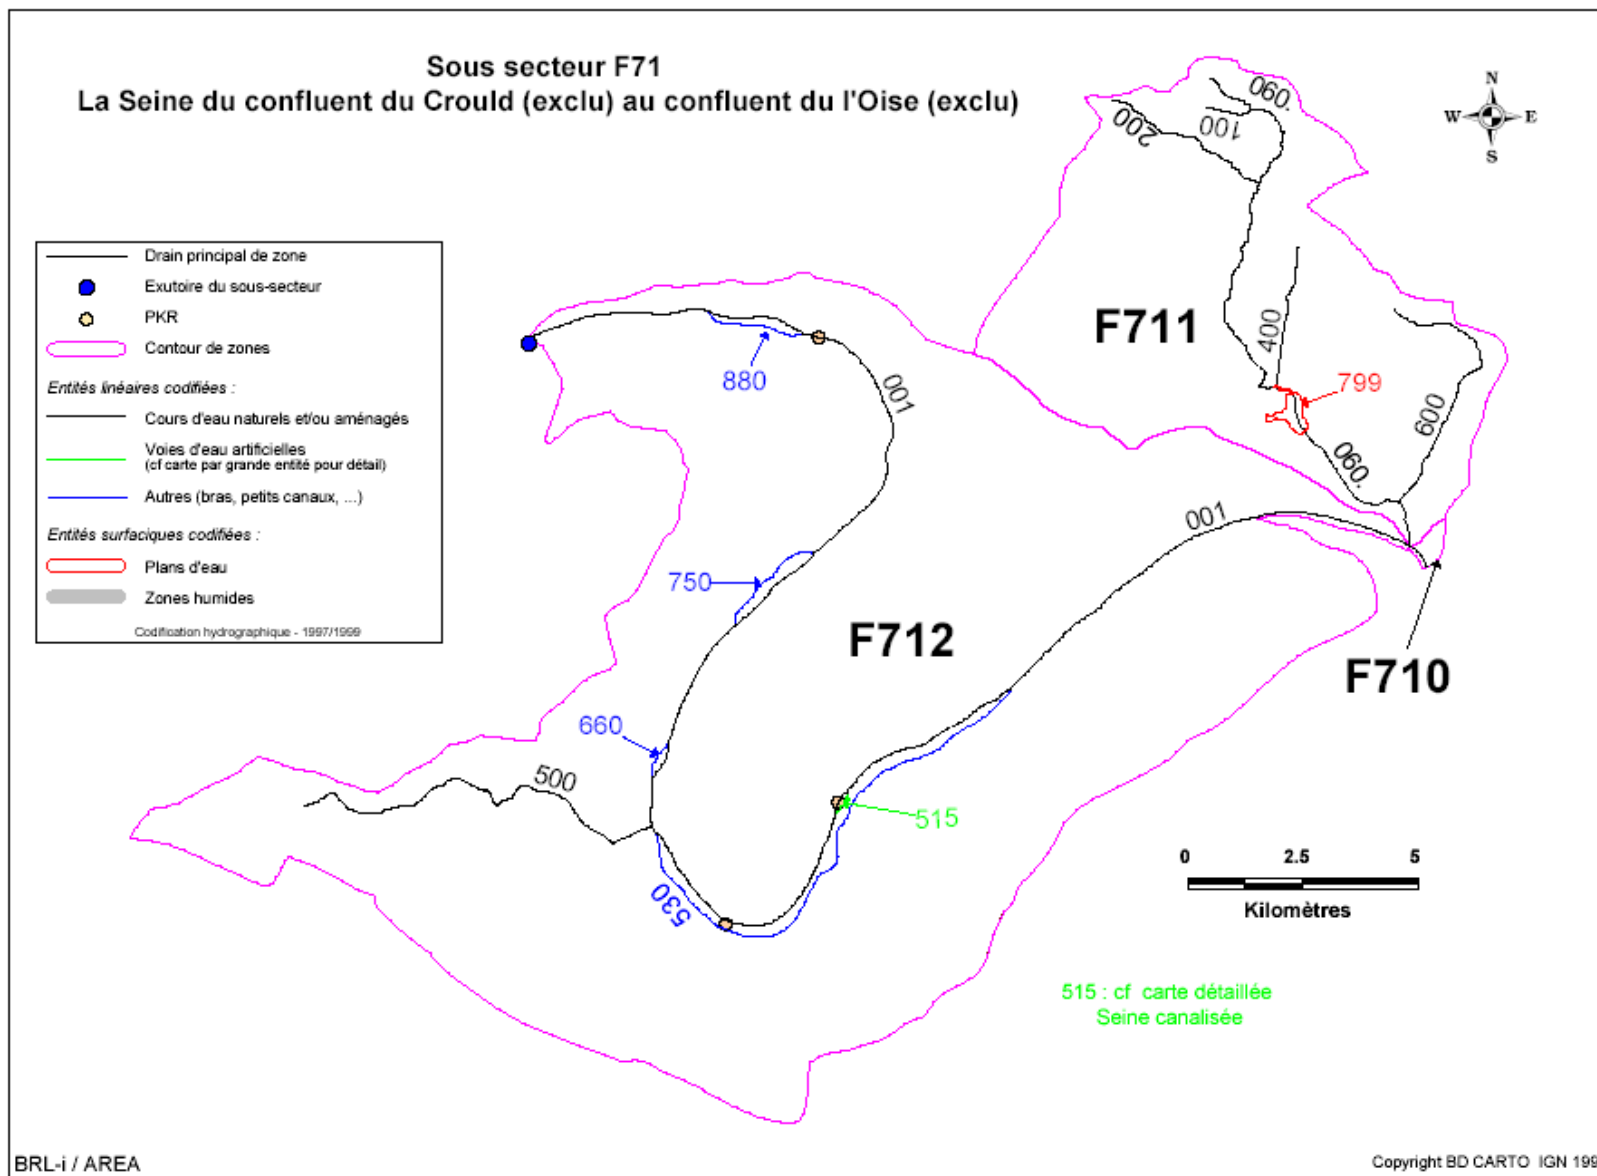 Sous secteur F71
La Seine du confluent du Crould (exclu) au confluent du l'Oise (exclu)
N
W E
S
Drain principal de zone
Exutoire du sous-secteur
PKR
Contour de zones
Entités linéaires codifiées :
Cours d'eau naturels et/ou aménagés
Voies d'eau artificielles
(cf carte par grande entité pour détail)
Autres (bras, petits canaux, ...)
Entités surfaciques codifiées :
Plans d'eau
Zones humides
Codification hydrographique - 1997/1999
090.
100
200
F711
400
799
600
090.
880
001
001
750
F712
F710
660
500
515
530
0 2.5 5
Kilomètres
515 : cf carte détaillée
Seine canalisée
BRL-i / AREA
Copyright BD CARTO IGN 199